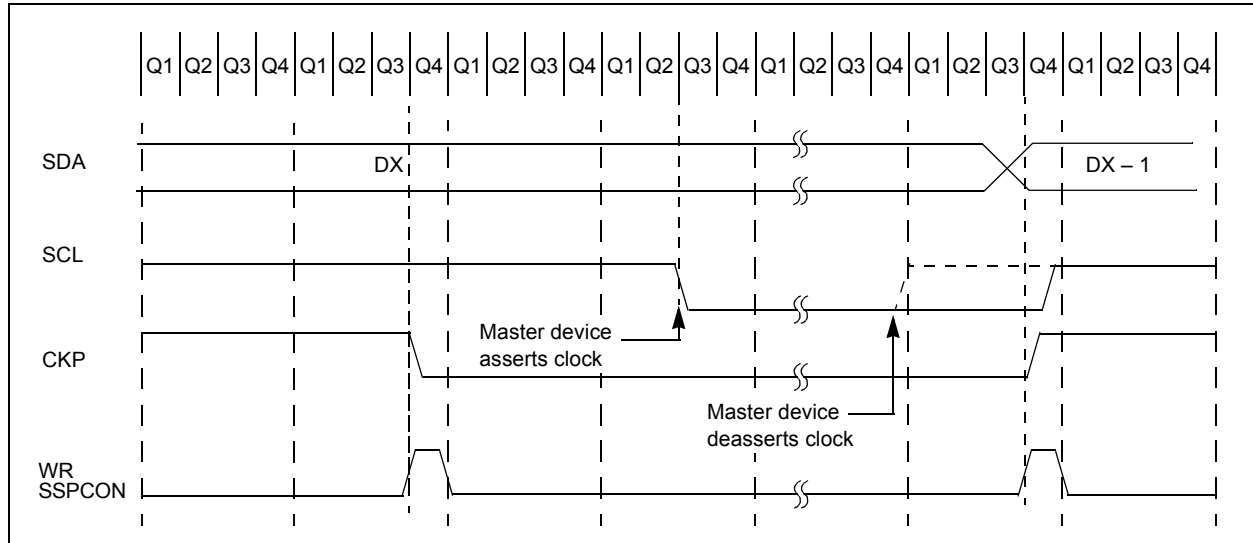 Q1 Q2 Q3 Q4 Q1 Q2 Q3 Q4 Q1 Q2 Q3 Q4 Q1 Q2 Q3 Q4 Q1 Q2 Q3 Q4 Q1 Q2 Q3 Q4 Q1 Q2 Q3 Q4
SDA
DX
DX – 1
SCL
Master device
asserts clock
CKP
Master device
deasserts clock
WR
SSPCON